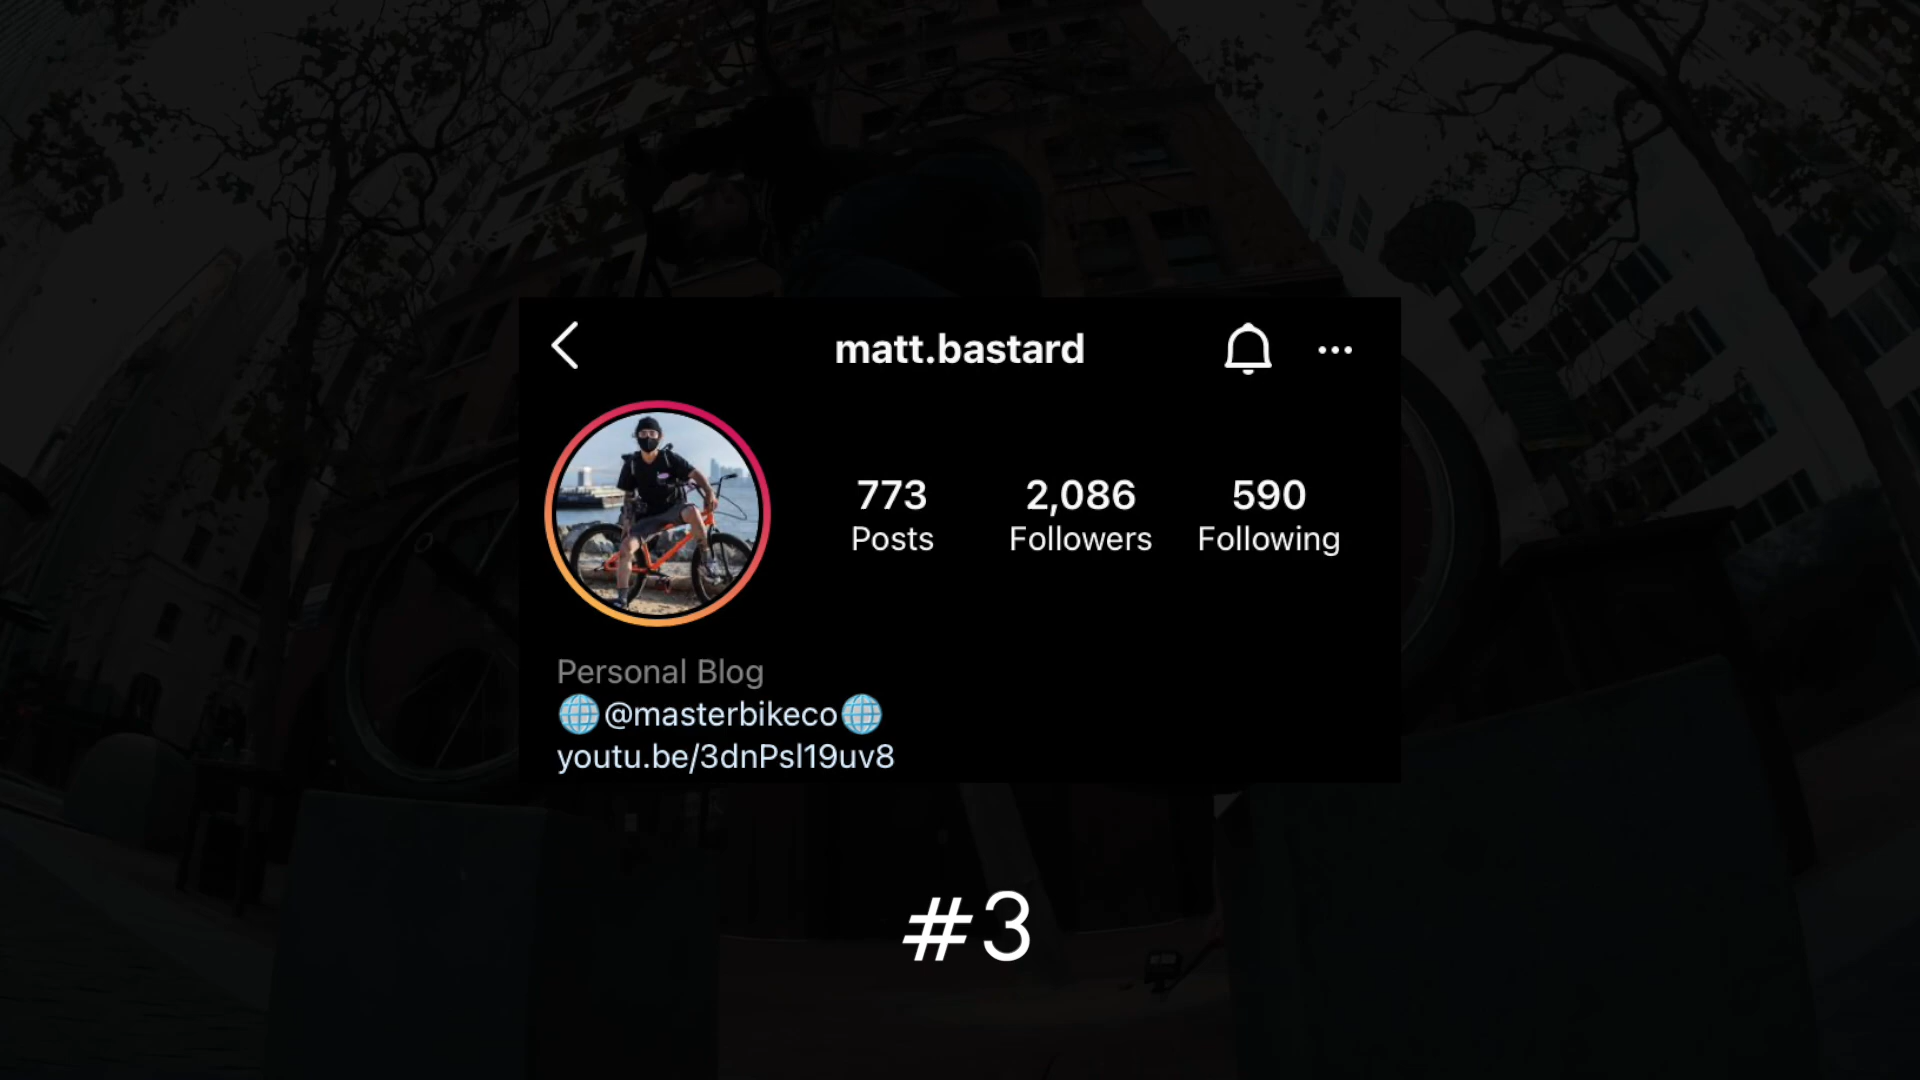 matt.bastard
773 2,086 590
Posts Followers Following
Personal Blog
@masterbikeco
youtu.be/3dnPsl19uv8
#3